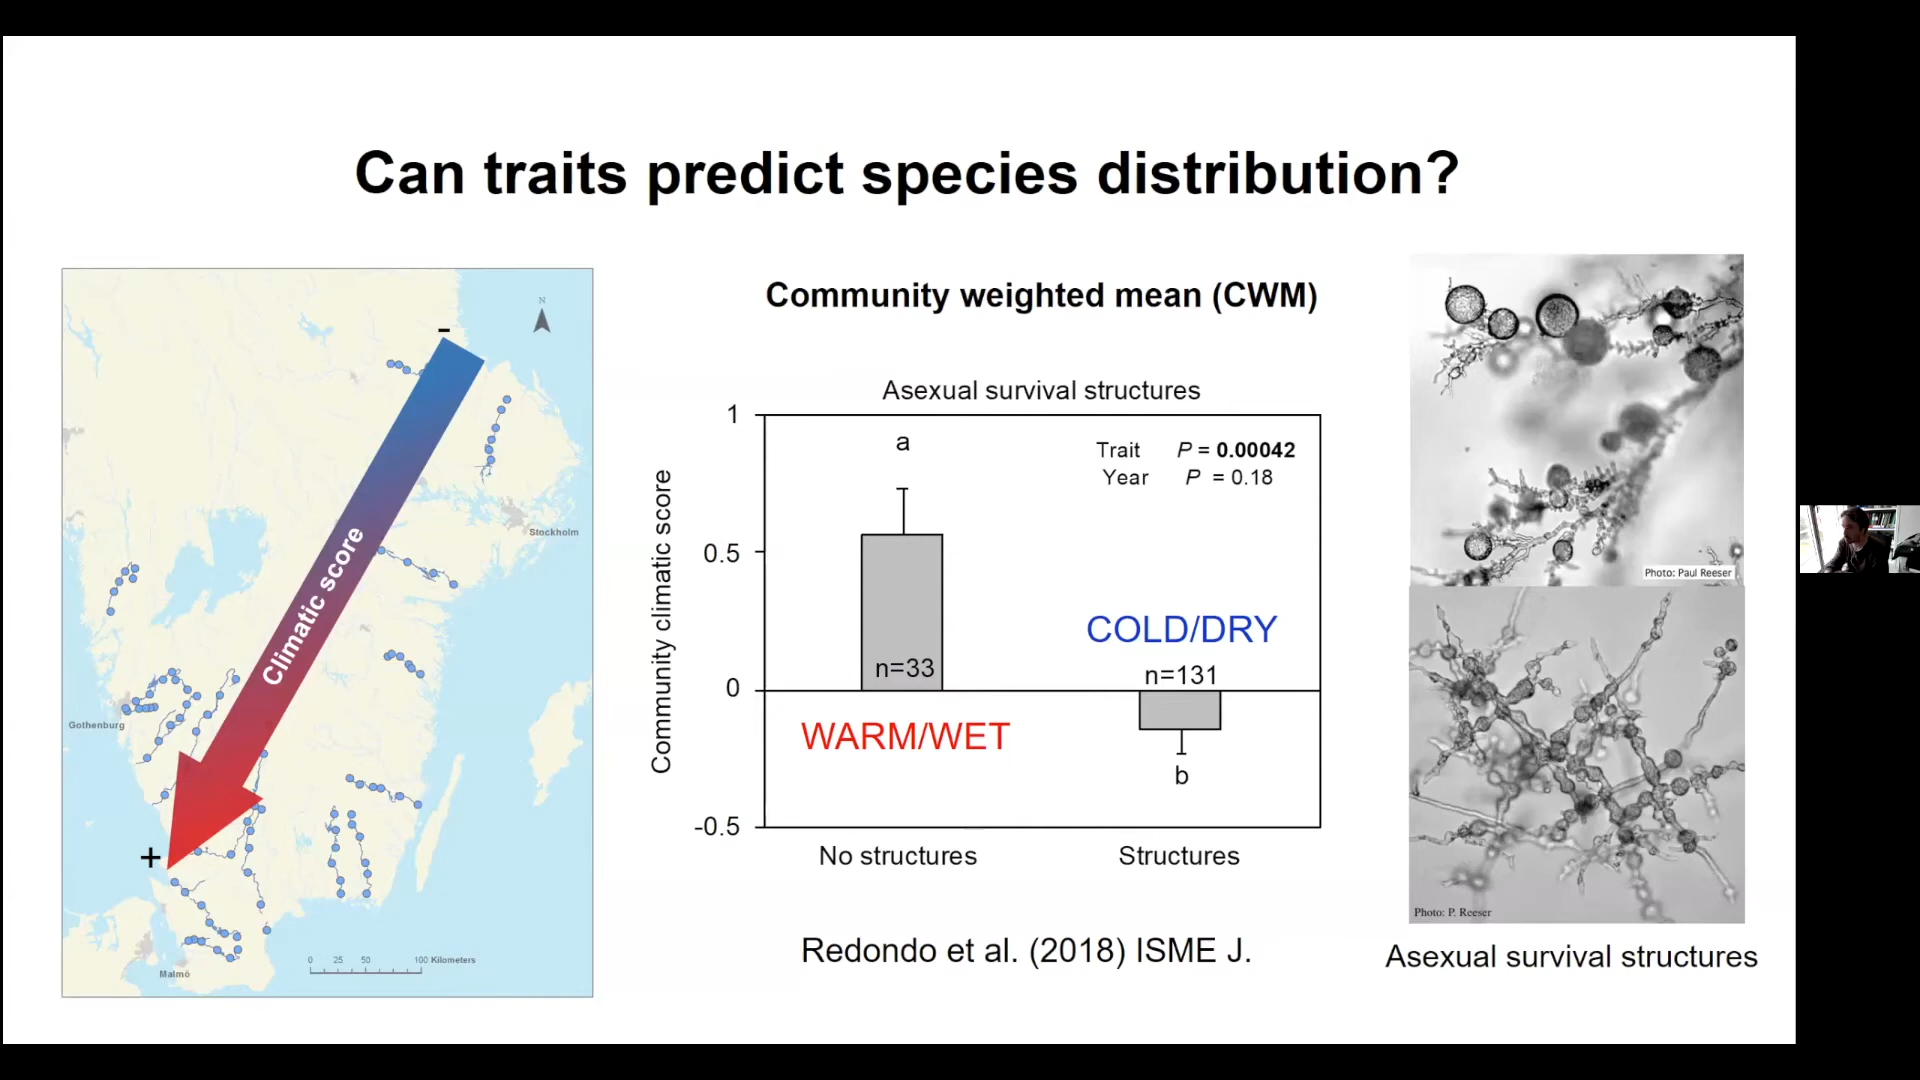 Can traits predict species distribution?
-
N
Stockholm
Climatic score
Gothenburg
+
Malmö
0 25 50 100 Kilometers
Community weighted mean (CWM)
Asexual survival structures
Community climatic score
1
0.5
0
-0.5
a
Trait P = 0.00042
Year P = 0.18
COLD/DRY
n=33
n=131
WARM/WET
b
No structures
Structures
Redondo et al. (2018) ISME J.
Photo: Paul Reeser
Photo: P. Reeser
Asexual survival structures